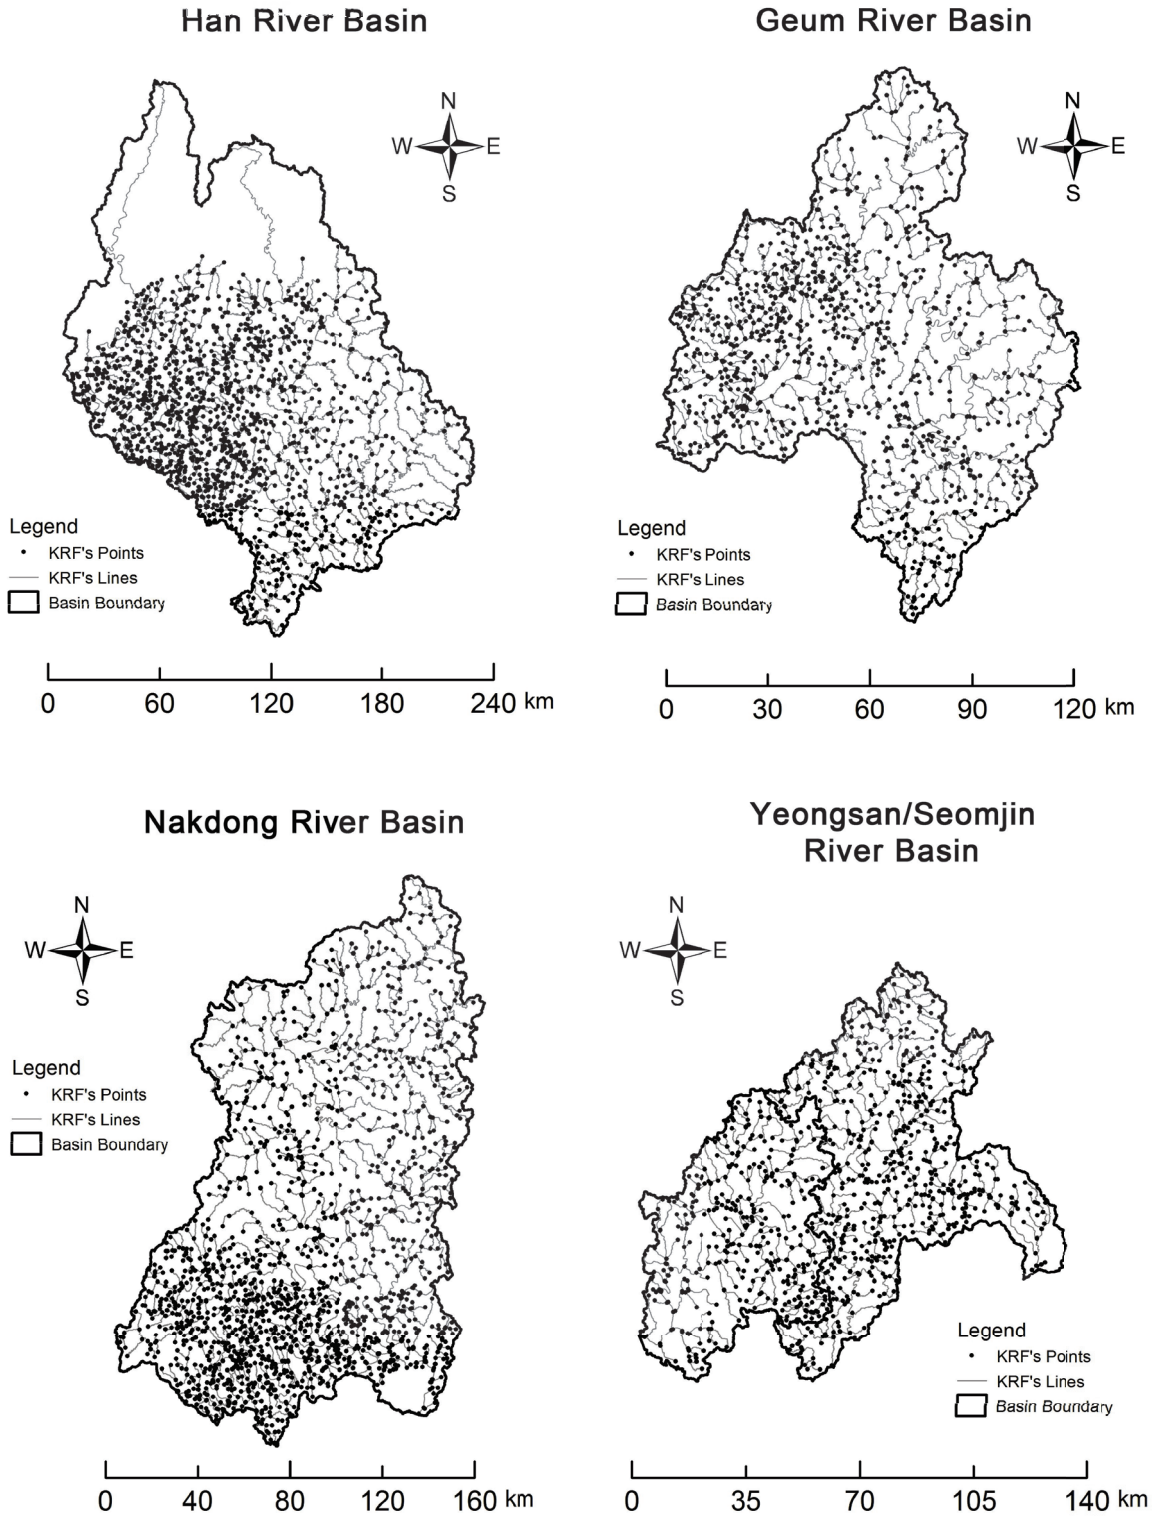 Han River Basin
N
W E
S
Legend
KRF's Points
KRF's Lines
Basin Boundary
0 60 120 180 240 km
Geum River Basin
N
W E
S
Legend
KRF's Points
KRF's Lines
Basin Boundary
0 30 60 90 120 km
Nakdong River Basin
N
W E
S
Legend
KRF's Points
KRF's Lines
Basin Boundary
0 40 80 120 160 km
Yeongsan/Seomjin
River Basin
N
W E
S
Legend
KRF's Points
KRF's Lines
Basin Boundary
0 35 70 105 140 km